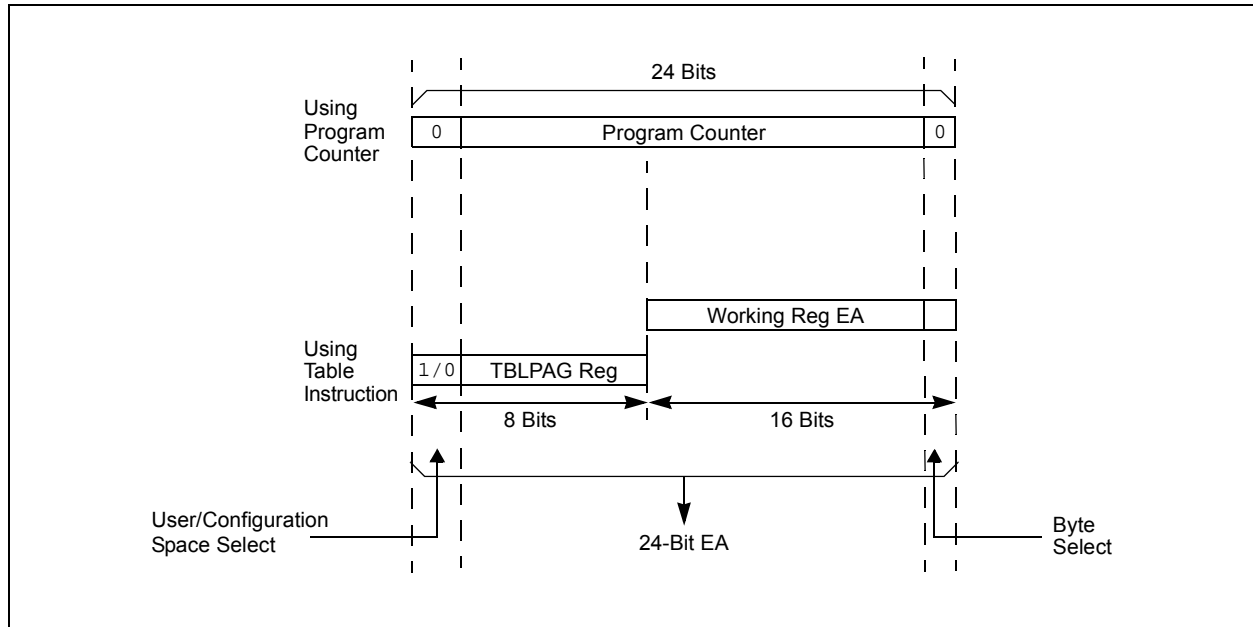 24 Bits
Using
Program
Counter
0
Program Counter
0
Working Reg EA
Using
Table
Instruction
1/0
TBLPAG Reg
8 Bits
16 Bits
User/Configuration
Space Select
24-Bit EA
Byte
Select